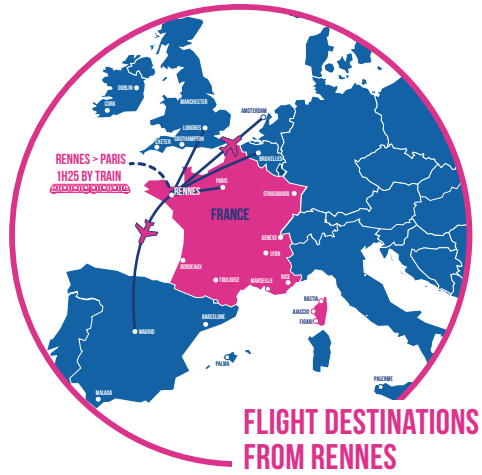 DUBLIN
CORK
MANCHESTER
LONDRES
SOUTHAMPTON
EXETER
AMSTERDAM
BRUXELLES
RENNES > PARIS
1H25 BY TRAIN
RENNES
PARIS
STRASBOURG
FRANCE
GENÈVE
LYON
BORDEAUX
TOULOUSE
MARSEILLE
NICE
BASTIA
AJACCIO
FIGARI
BARCELONE
MADRID
PALMA
PALERME
MALAGA
FLIGHT DESTINATIONS
FROM RENNES